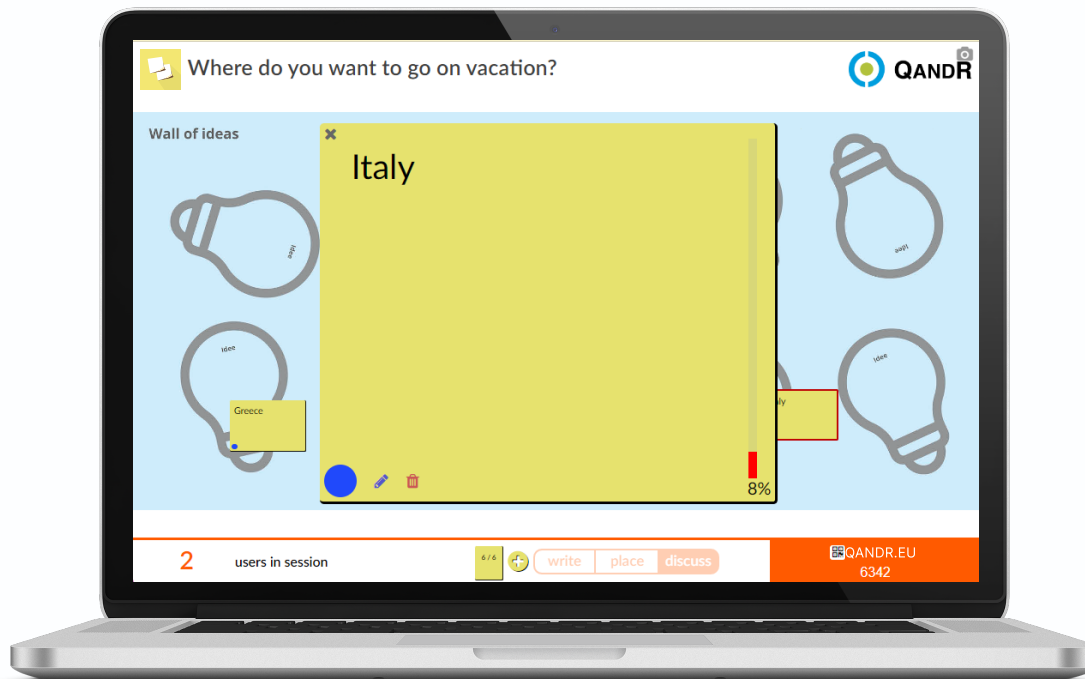 Where do you want to go on vacation?
QANDR
Wall of ideas
Italy
Idee
Idee
Idee
Greece
ly
Idee
8%
2
users in session
6 / 6
write
place
discuss
QANDR.EU
6342